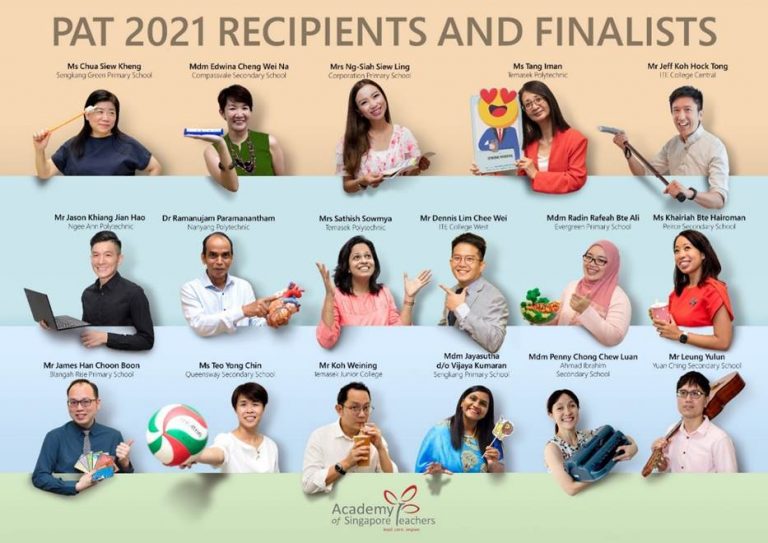 PAT 2021 RECIPIENTS AND FINALISTS
Ms Chua Siew Kheng
Sengkang Green Primary School
Mdm Edwina Cheng Wei Na
Compassvale Secondary School
Mrs Ng-Siah Siew Ling
Corporation Primary School
Ms Tang Iman
Temasek Polytechnic
Mr Jeff Koh Hock Tong
ITE College Central
Mr Jason Khiang Jian Hao
Ngee Ann Polytechnic
Dr Ramanujam Paramanantham
Nanyang Polytechnic
Mrs Sathish Sowmya
Temasek Polytechnic
Mr Dennis Lim Chee Wei
ITE College West
Mdm Radin Rafeah Bte Ali
Evergreen Primary School
Ms Khairiah Bte Hairoman
Peirce Secondary School
Mr James Han Choon Boon
Blangah Rise Primary School
Ms Teo Yong Chin
Queensway Secondary School
Mr Koh Weining
Temasek Junior College
Mdm Jayasutha
d/o Vijaya Kumaran
Sengkang Primary School
Mdm Penny Chong Chew Luan
Ahmad Ibrahim
Secondary School
Mr Leung Yulun
Yuan Ching Secondary School
Academy
of Singapore Teachers
lead. care. inspire.